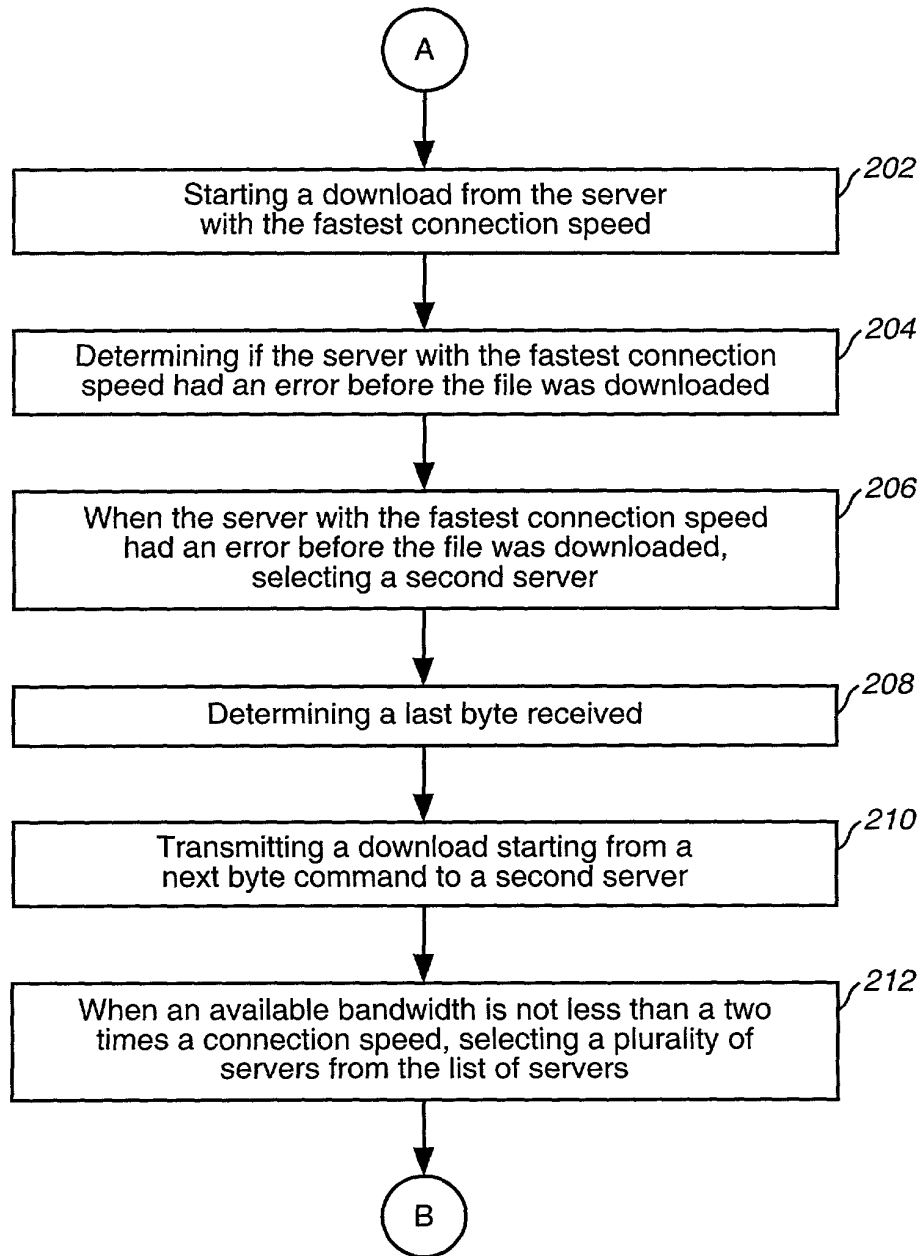 A
202
Starting a download from the server
with the fastest connection speed
204
Determining if the server with the fastest connection
speed had an error before the file was downloaded
206
When the server with the fastest connection speed
had an error before the file was downloaded,
selecting a second server
208
Determining a last byte received
210
Transmitting a download starting from a
next byte command to a second server
212
When an available bandwidth is not less than a two
times a connection speed, selecting a plurality of
servers from the list of servers
B